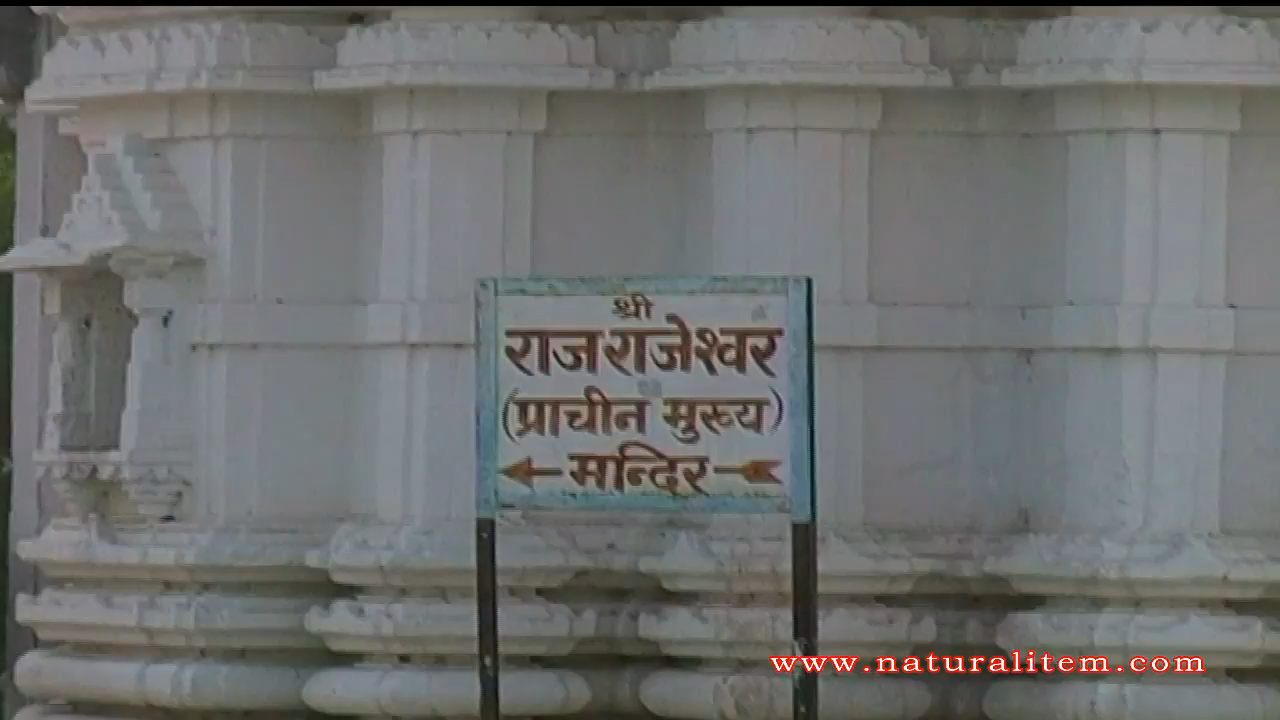 श्री
राजराजेश्वर
(प्राचीन मुख्य)
मन्दिर
www.naturalitem.com